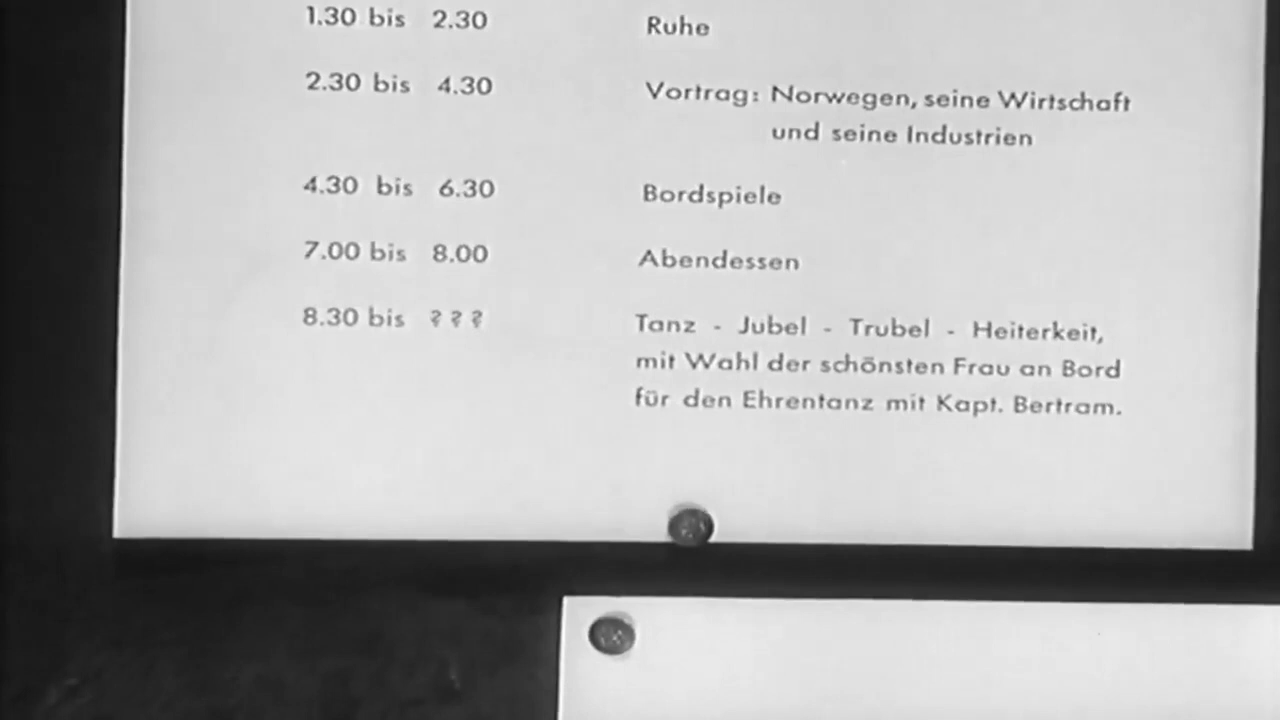 1.30 bis 2.30 Ruhe
2.30 bis 4.30 Vortrag: Norwegen, seine Wirtschaft
und seine Industrien
4.30 bis 6.30 Bordspiele
7.00 bis 8.00 Abendessen
8.30 bis ??? Tanz - Jubel - Trubel - Heiterkeit,
mit Wahl der schönsten Frau an Bord
für den Ehrentanz mit Kapt. Bertram.